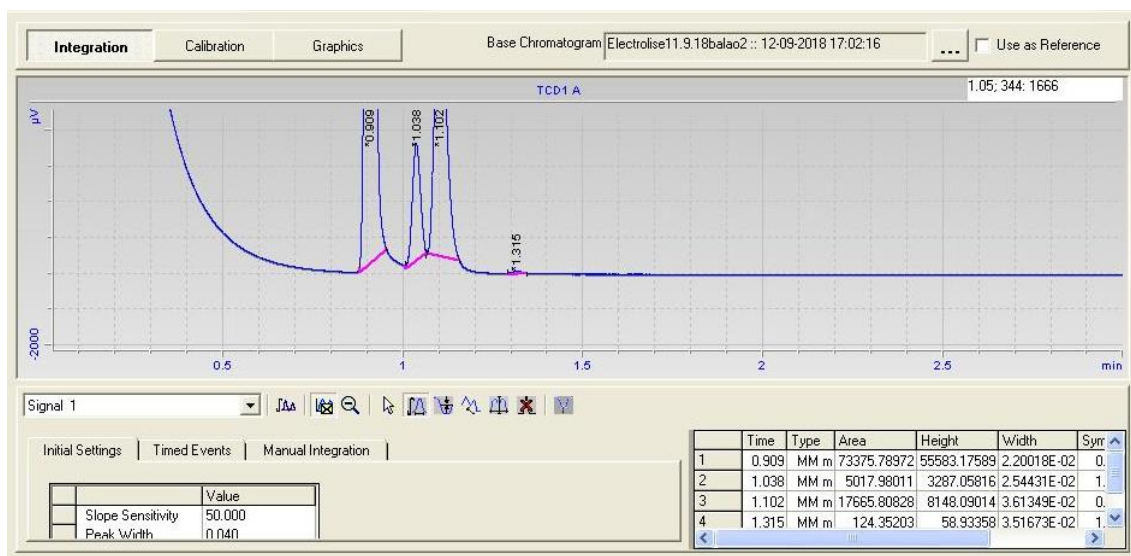 Integration Calibration Graphics Base Chromatogram Electrolise11.9.18balao2 :: 12-09-2018 17:02:16 ... Use as Reference
TCD1 A 1.05; 344: 1666
µV
*0.909
*1.038
*1.102
*1.315
-2000
0.5 1 1.5 2 2.5 min
Signal 1
Initial Settings Timed Events Manual Integration
Value
Slope Sensitivity 50.000
Peak Width 0.040
Time Type Area Height Width Sym
1 0.909 MM m 73375.78972 55583.17589 2.20018E-02 0.
2 1.038 MM m 5017.98011 3287.05816 2.54431E-02 1.
3 1.102 MM m 17665.80828 8148.09014 3.61349E-02 0.
4 1.315 MM m 124.35203 58.93358 3.51673E-02 1.